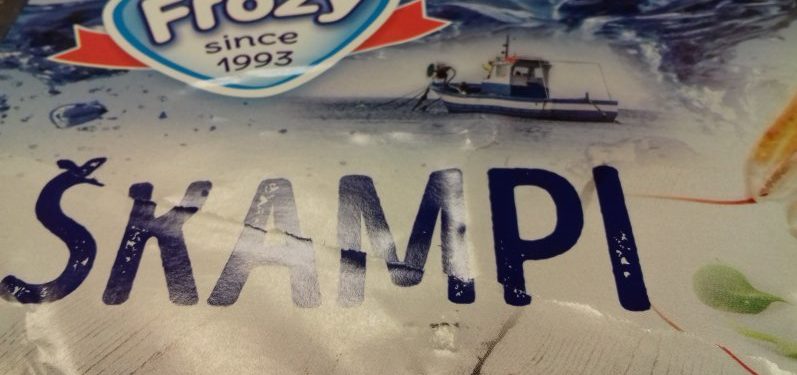 Frozy
since
1993
ŠKAMPI